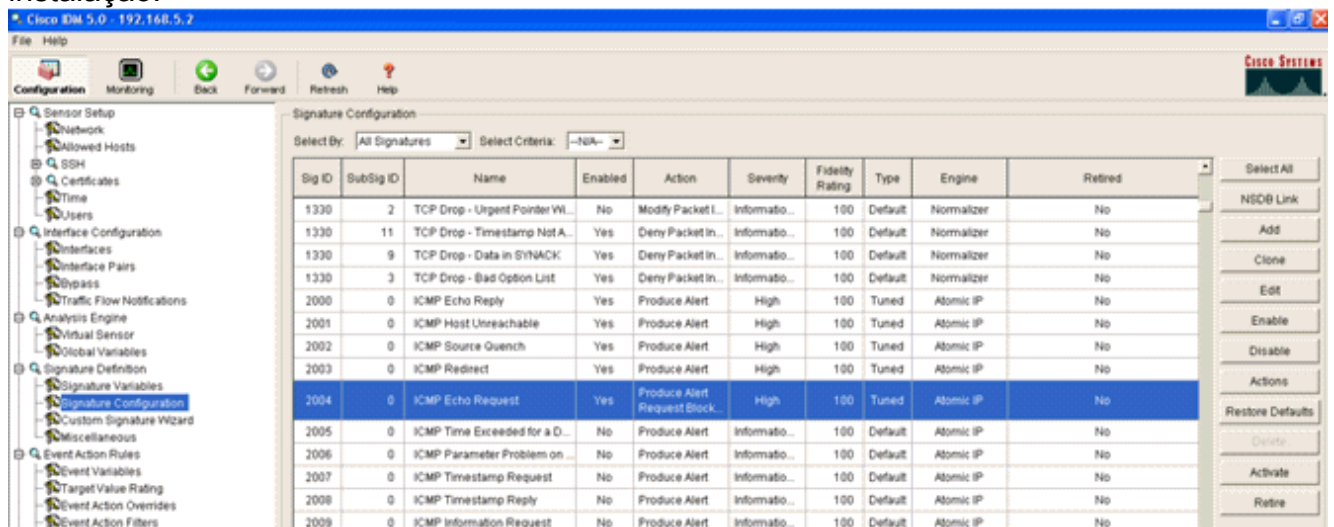 instalação.
Cisco IDM 5.0 - 192.168.5.2
File Help
Configuration Monitoring Back Forward Refresh Help
CISCO SYSTEMS
Sensor Setup
Network
Allowed Hosts
SSH
Certificates
Time
Users
Interface Configuration
Interfaces
Interface Pairs
Bypass
Traffic Flow Notifications
Analysis Engine
Virtual Sensor
Global Variables
Signature Definition
Signature Variables
Signature Configuration
Custom Signature Wizard
Miscellaneous
Event Action Rules
Event Variables
Target Value Rating
Event Action Overrides
Event Action Filters
Signature Configuration
Select By: All Signatures Select Criteria: --N/A--
Sig ID SubSig ID Name Enabled Action Severity Fidelity Rating Type Engine Retired
1330 2 TCP Drop - Urgent Pointer Wi... No Modify Packet I... Informatio... 100 Default Normalizer No
1330 11 TCP Drop - Timestamp Not A... Yes Deny Packet In... Informatio... 100 Default Normalizer No
1330 9 TCP Drop - Data in SYNACK Yes Deny Packet In... Informatio... 100 Default Normalizer No
1330 3 TCP Drop - Bad Option List Yes Deny Packet In... Informatio... 100 Default Normalizer No
2000 0 ICMP Echo Reply Yes Produce Alert High 100 Tuned Atomic IP No
2001 0 ICMP Host Unreachable Yes Produce Alert High 100 Tuned Atomic IP No
2002 0 ICMP Source Quench Yes Produce Alert High 100 Tuned Atomic IP No
2003 0 ICMP Redirect Yes Produce Alert High 100 Tuned Atomic IP No
2004 0 ICMP Echo Request Yes Produce Alert Request Block... High 100 Tuned Atomic IP No
2005 0 ICMP Time Exceeded for a D... No Produce Alert Informatio... 100 Default Atomic IP No
2006 0 ICMP Parameter Problem on ... No Produce Alert Informatio... 100 Default Atomic IP No
2007 0 ICMP Timestamp Request No Produce Alert Informatio... 100 Default Atomic IP No
2008 0 ICMP Timestamp Reply No Produce Alert Informatio... 100 Default Atomic IP No
2009 0 ICMP Information Request No Produce Alert Informatio... 100 Default Atomic IP No
Select All
NSDB Link
Add
Clone
Edit
Enable
Disable
Actions
Restore Defaults
Delete
Activate
Retire